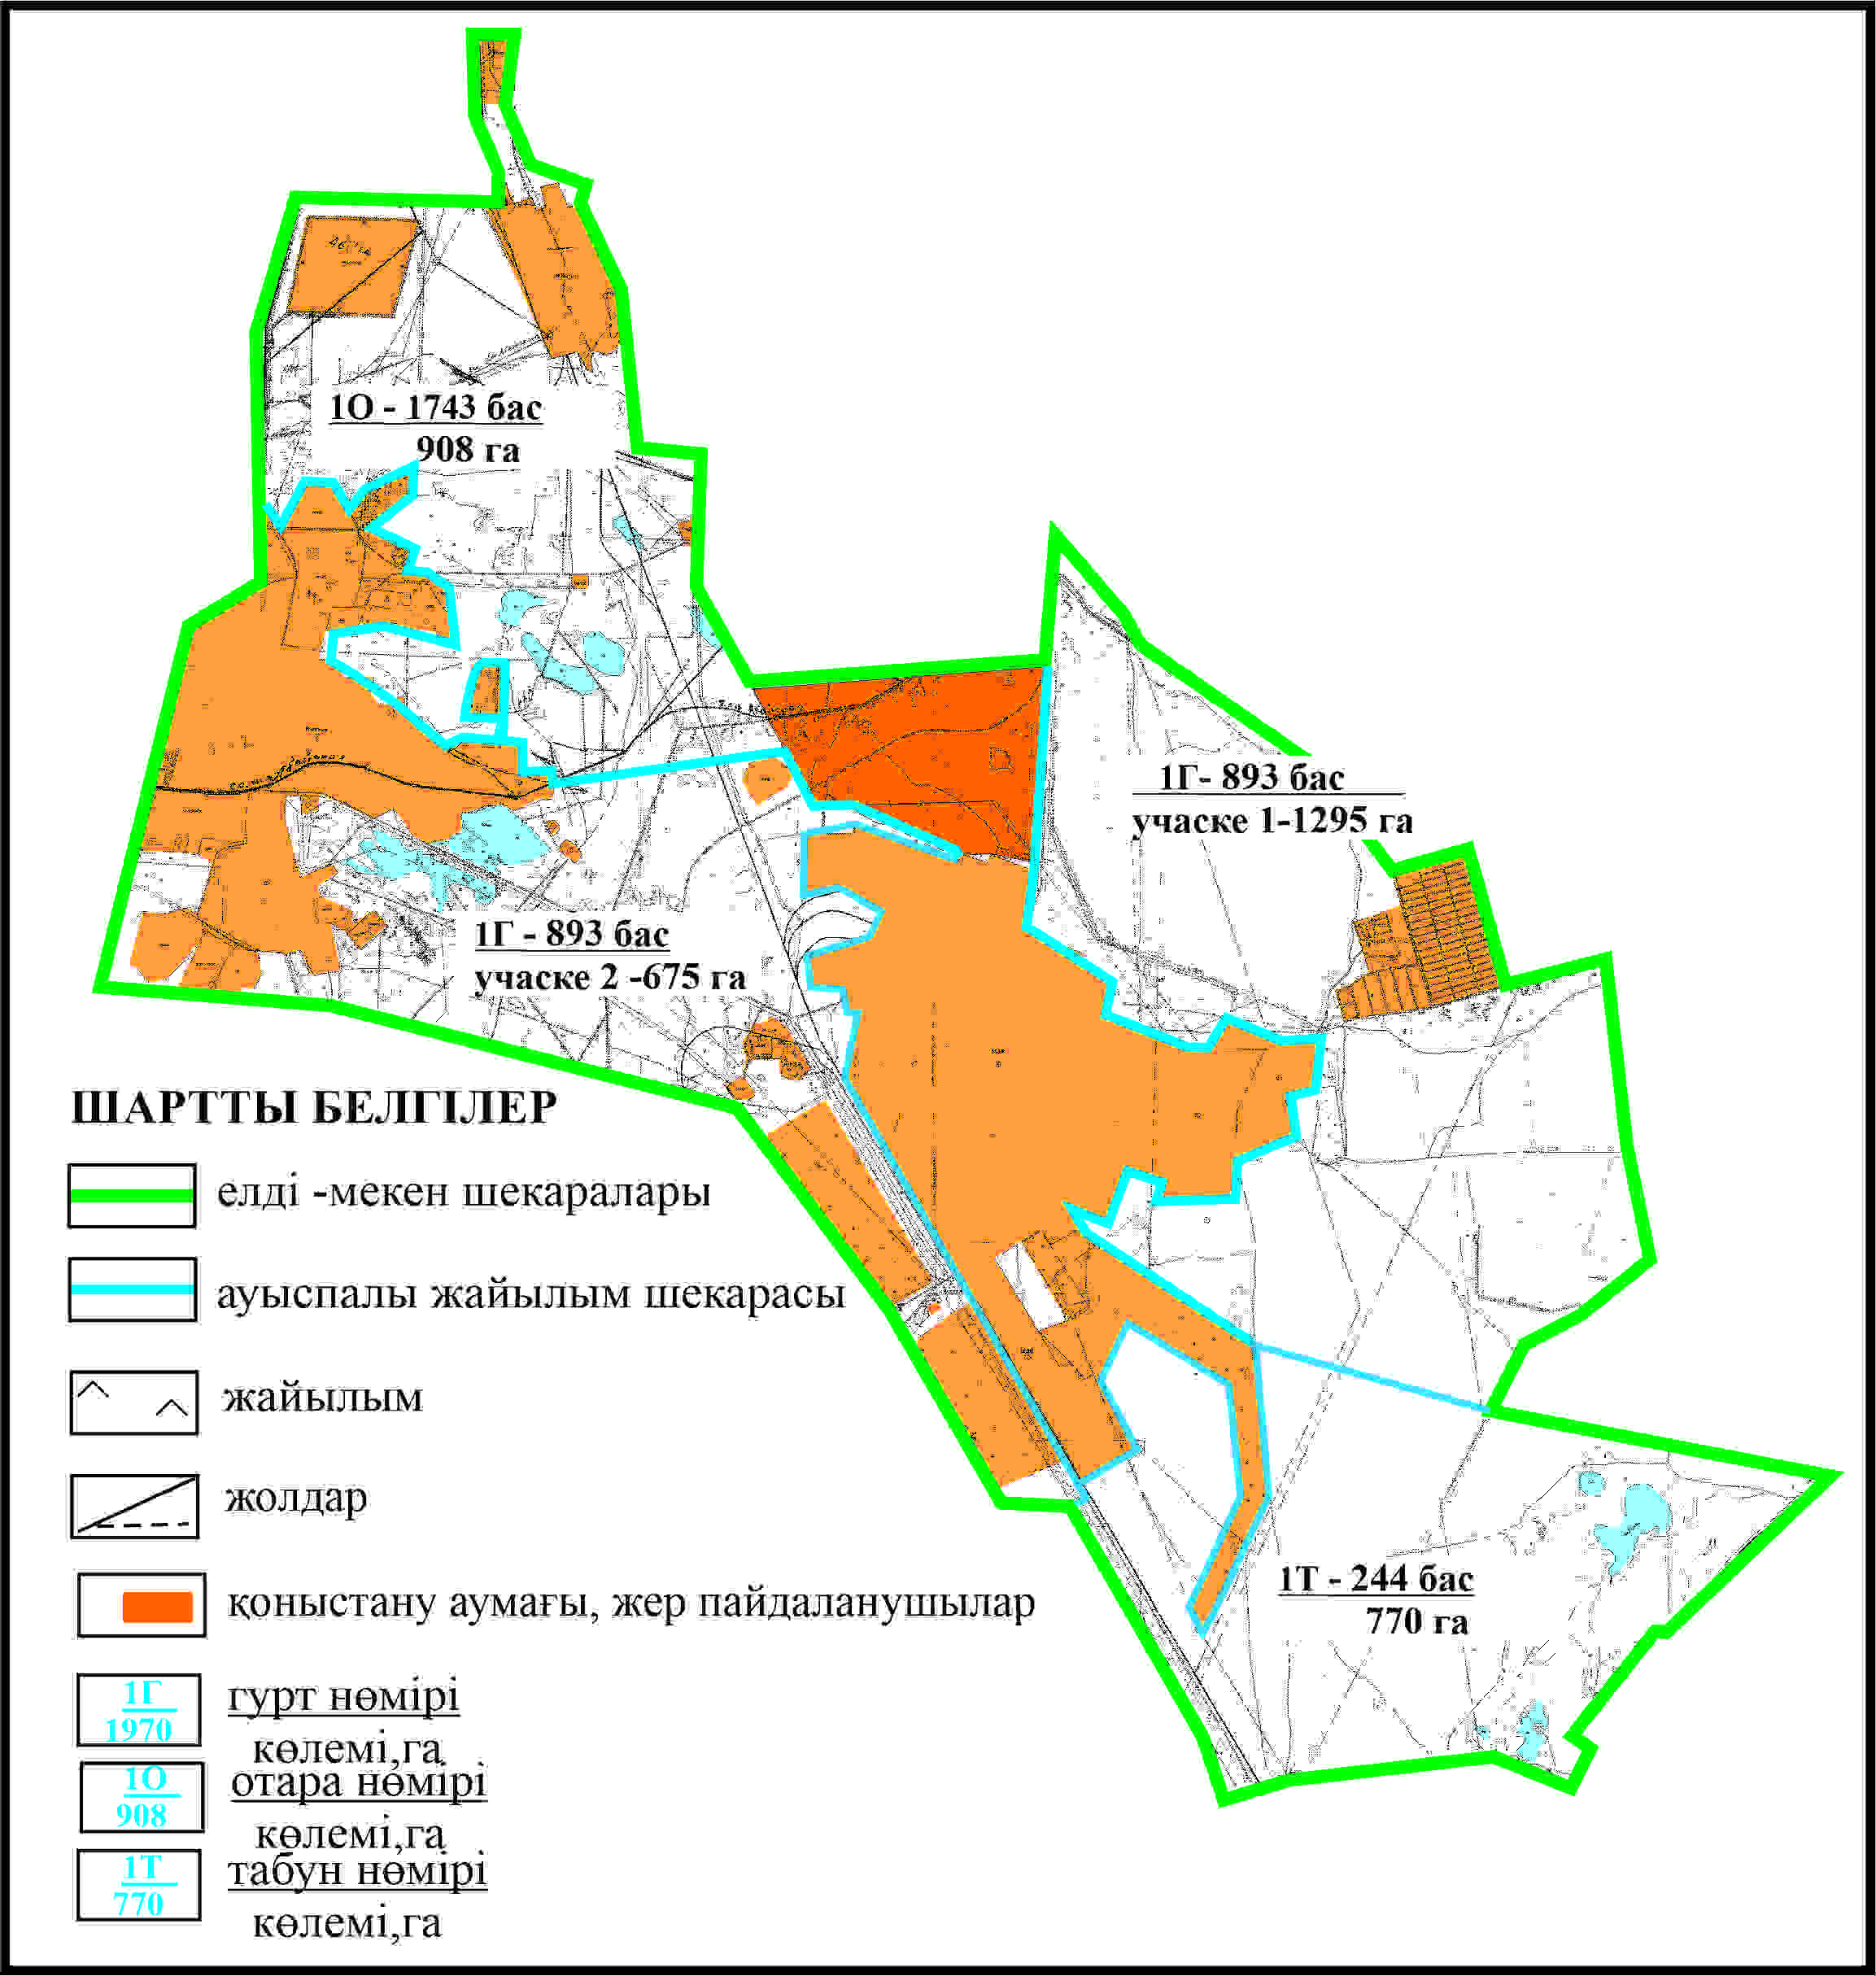 1О - 1743 бас
908 га
1Г- 893 бас
учаске 1-1295 га
1Г - 893 бас
учаске 2 -675 га
1Т - 244 бас
770 га
ШАРТТЫ БЕЛГІЛЕР
елді -мекен шекаралары
ауыспалы жайылым шекарасы
жайылым
жолдар
қоныстану аумағы, жер пайдаланушылар
1Г
1970
гурт нөмірі
көлемі,га
1О
908
отара нөмірі
көлемі,га
1Т
770
табун нөмірі
көлемі,га